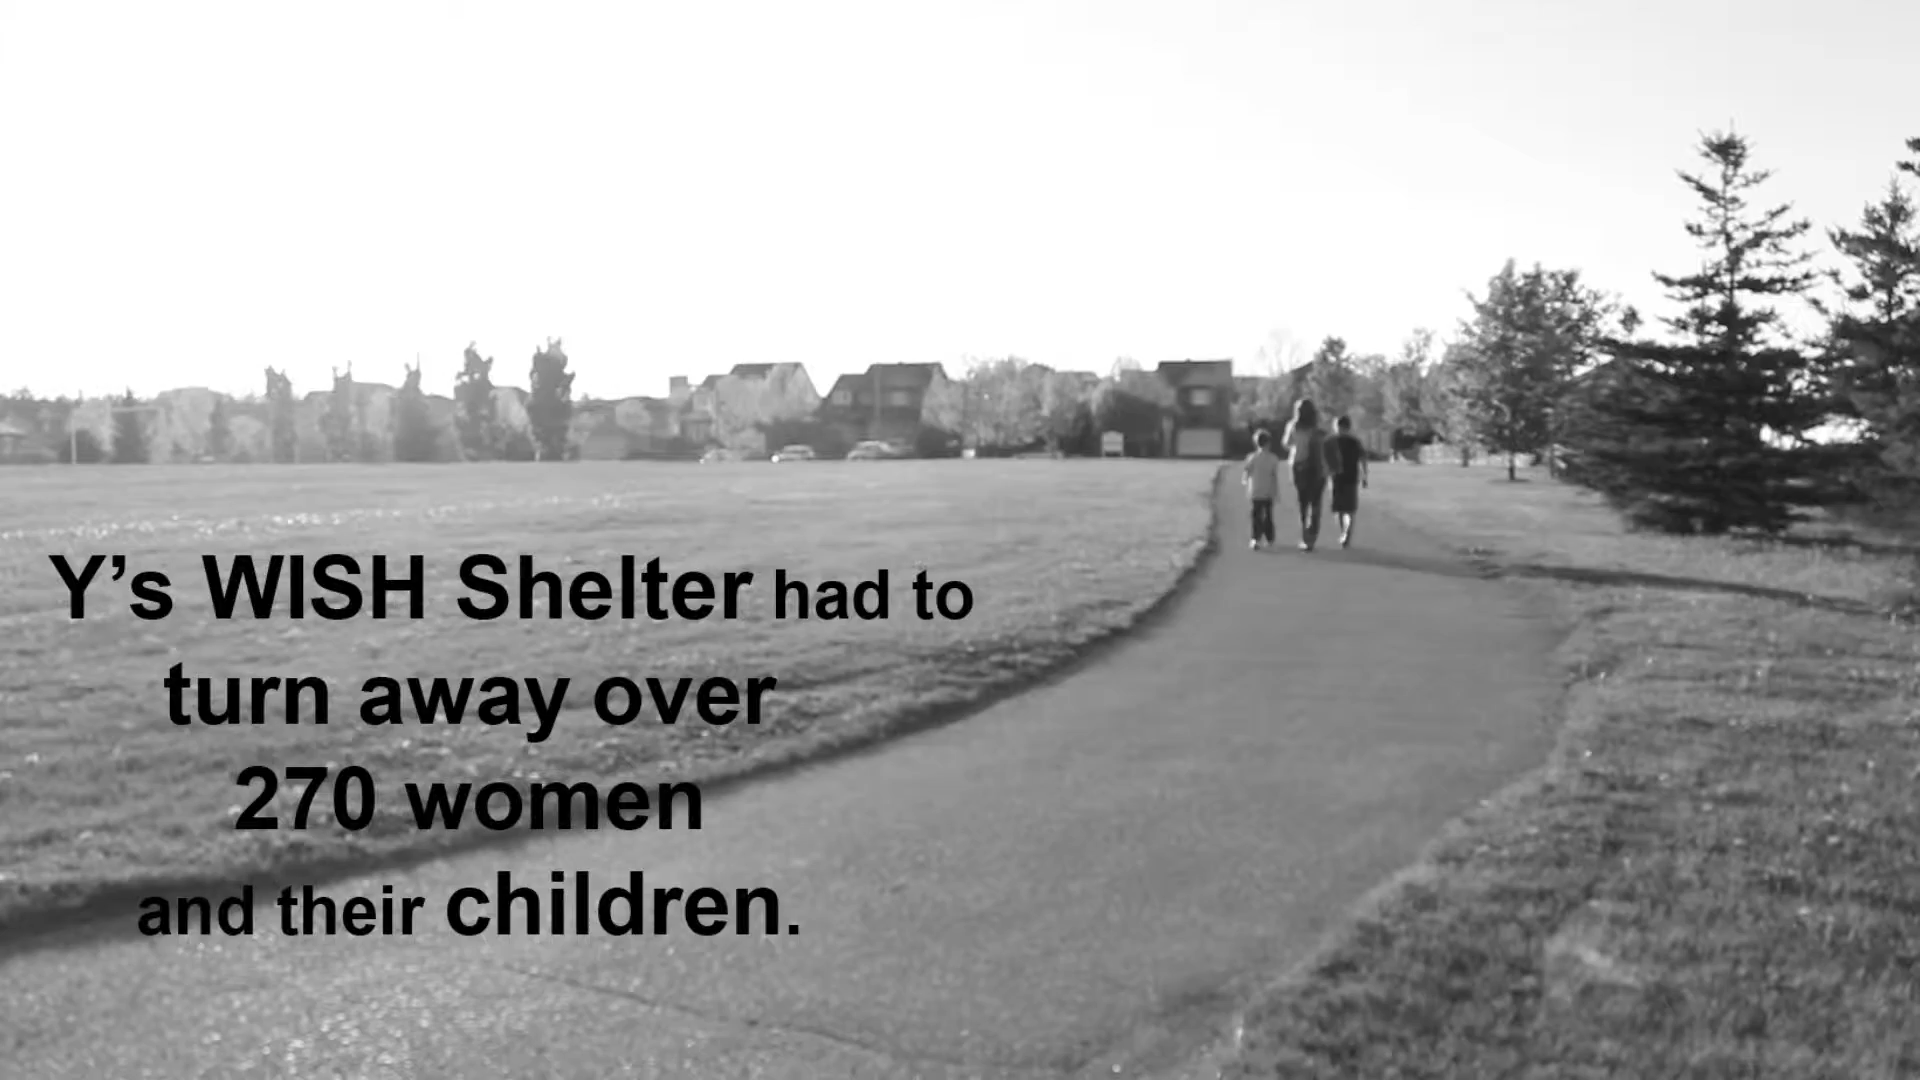 Y’s WISH Shelter had to
turn away over
270 women
and their children.